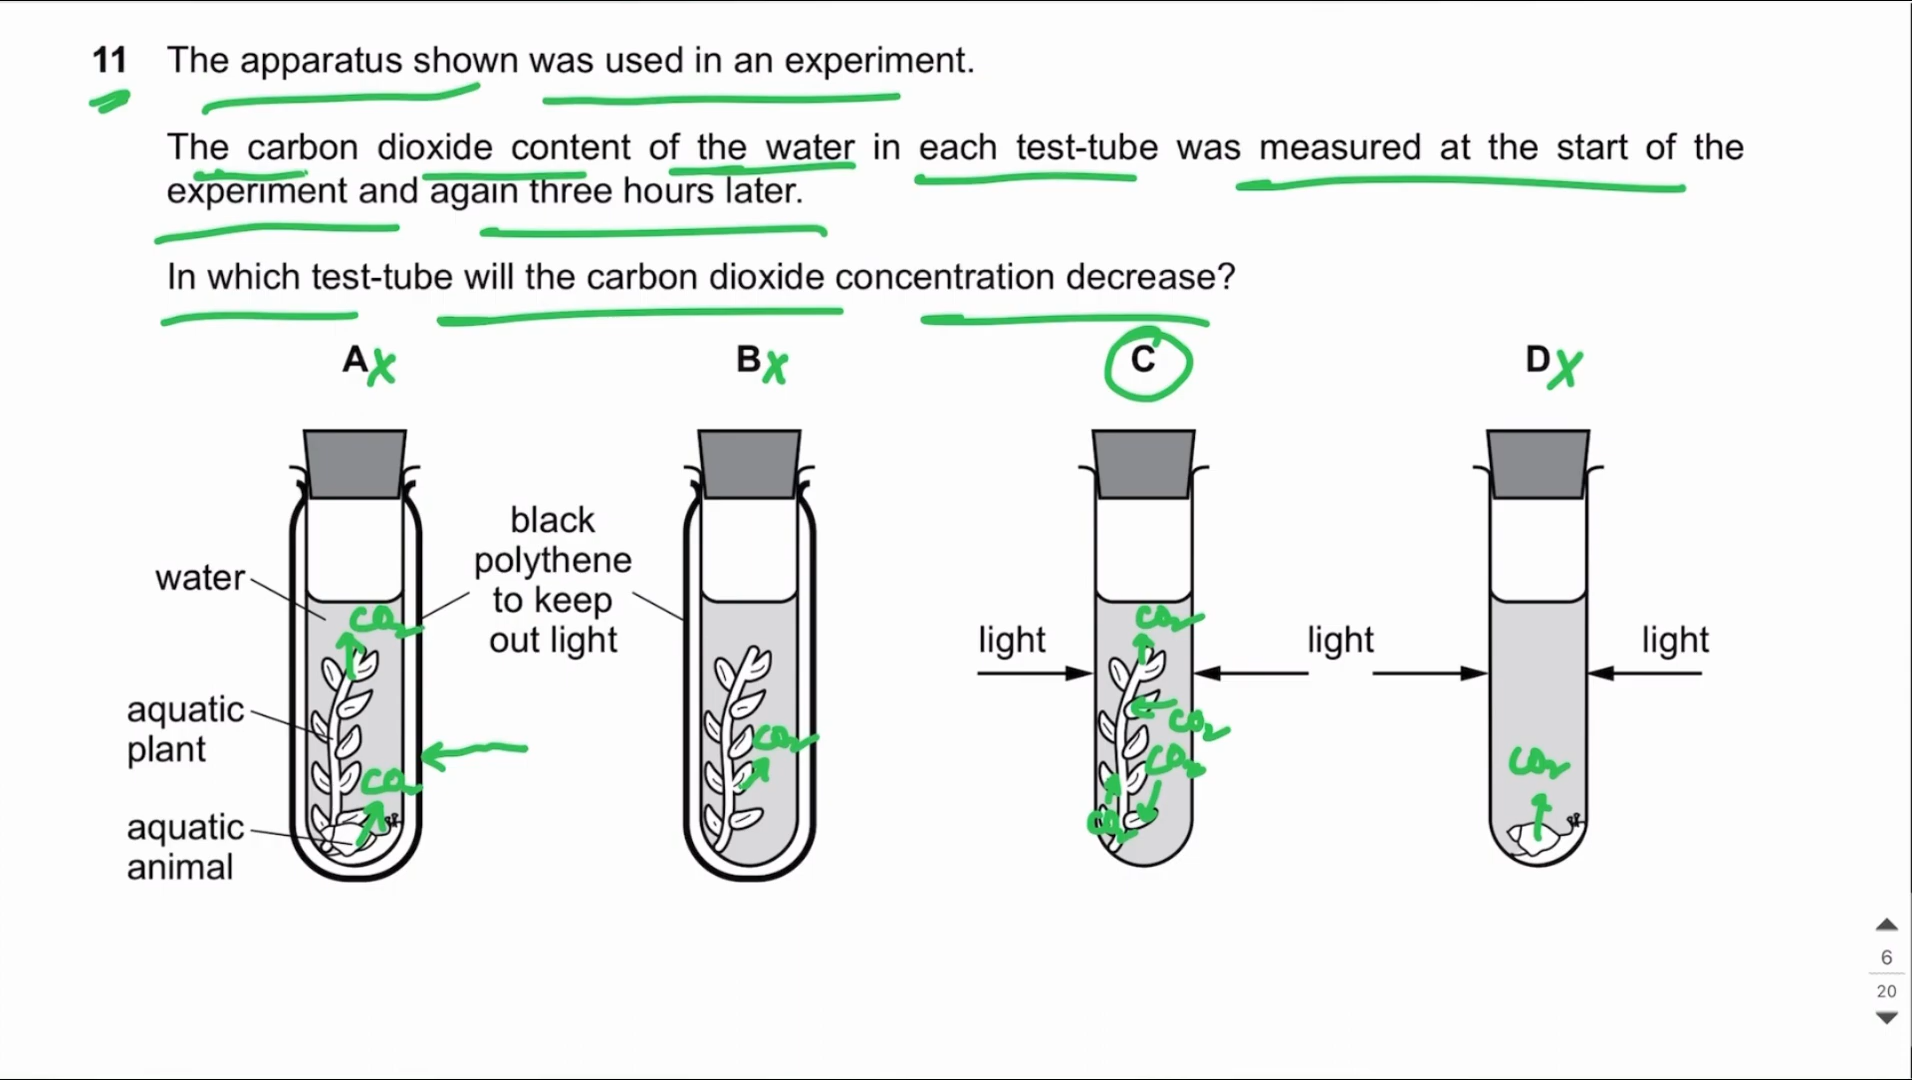 11 The apparatus shown was used in an experiment.
The carbon dioxide content of the water in each test-tube was measured at the start of the
experiment and again three hours later.
In which test-tube will the carbon dioxide concentration decrease?
A X B X C D X
water
black
polythene
to keep
out light
aquatic
plant
aquatic
animal
CO2
CO2
CO2
light
light
light
CO2
CO2
CO2
CO2
CO2
6
20